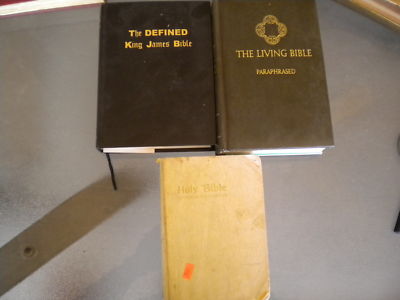 The DEFINED
King James Bible
THE LIVING BIBLE
PARAPHRASED
Holy Bible